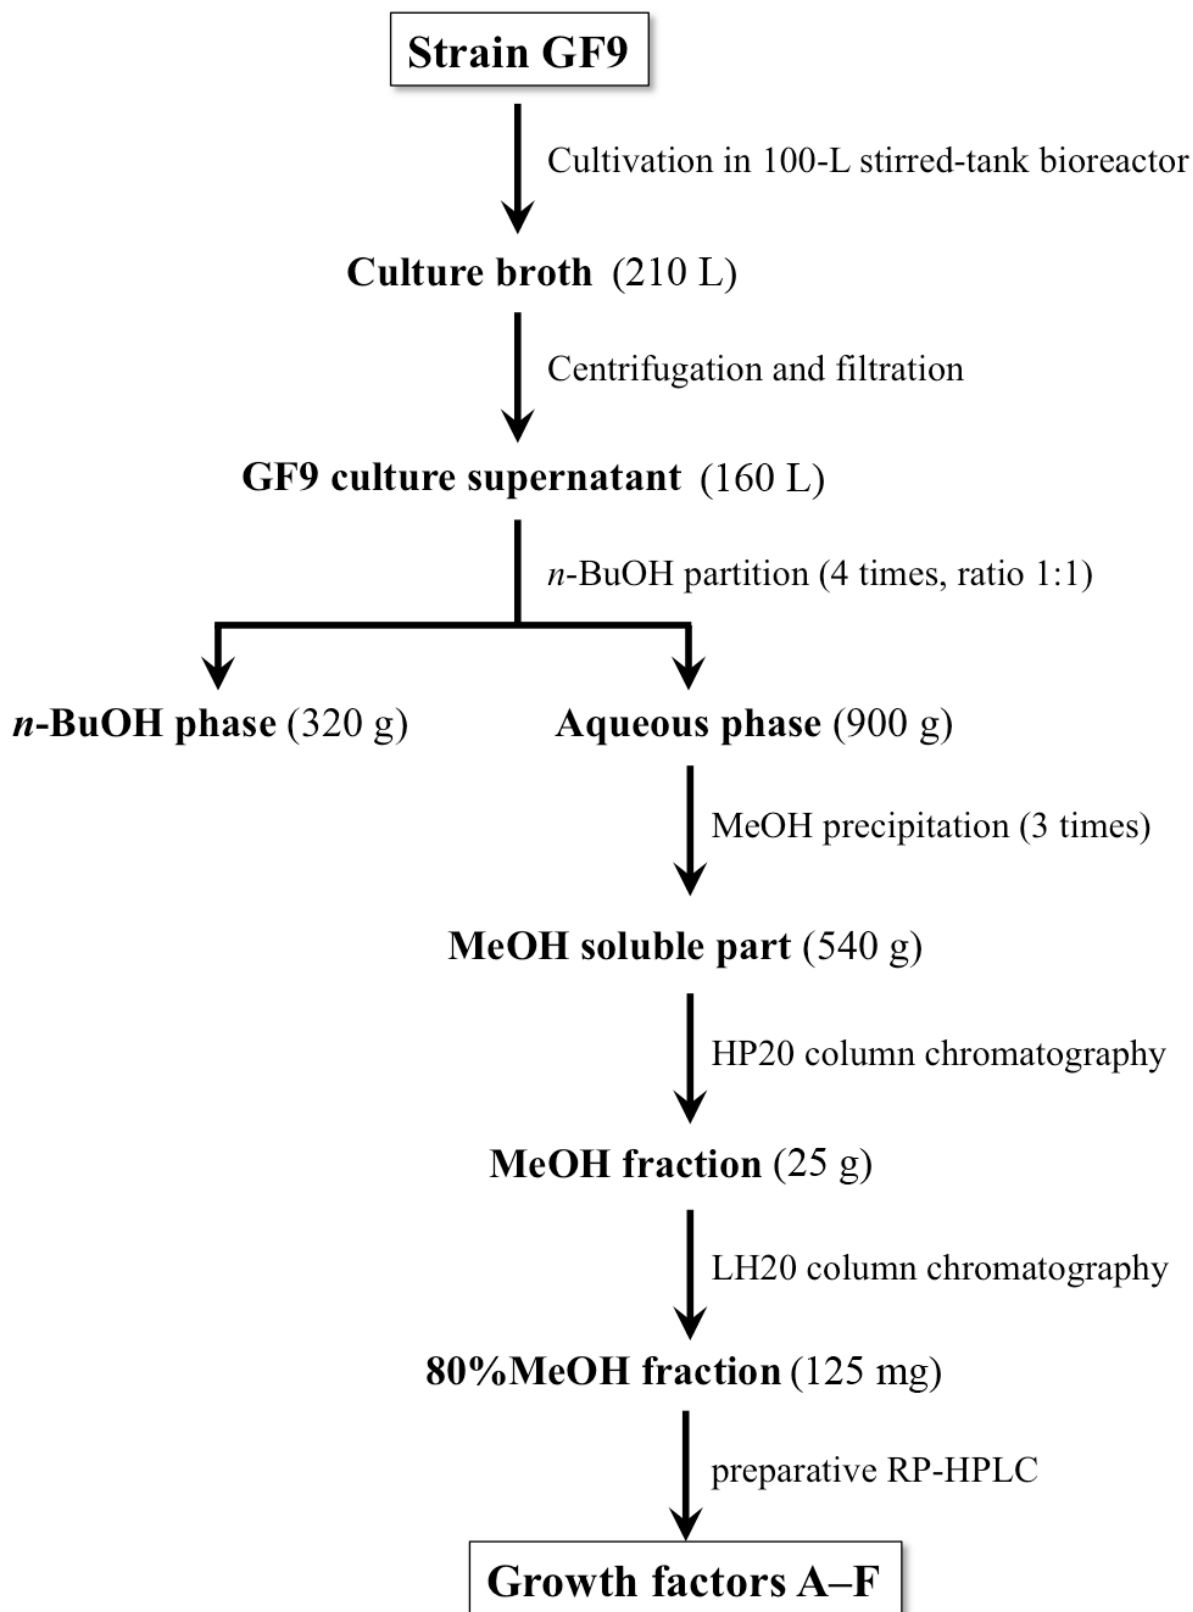 Strain GF9
Cultivation in 100-L stirred-tank bioreactor
Culture broth (210 L)
Centrifugation and filtration
GF9 culture supernatant (160 L)
n-BuOH partition (4 times, ratio 1:1)
n-BuOH phase (320 g)
Aqueous phase (900 g)
MeOH precipitation (3 times)
MeOH soluble part (540 g)
HP20 column chromatography
MeOH fraction (25 g)
LH20 column chromatography
80%MeOH fraction (125 mg)
preparative RP-HPLC
Growth factors A–F